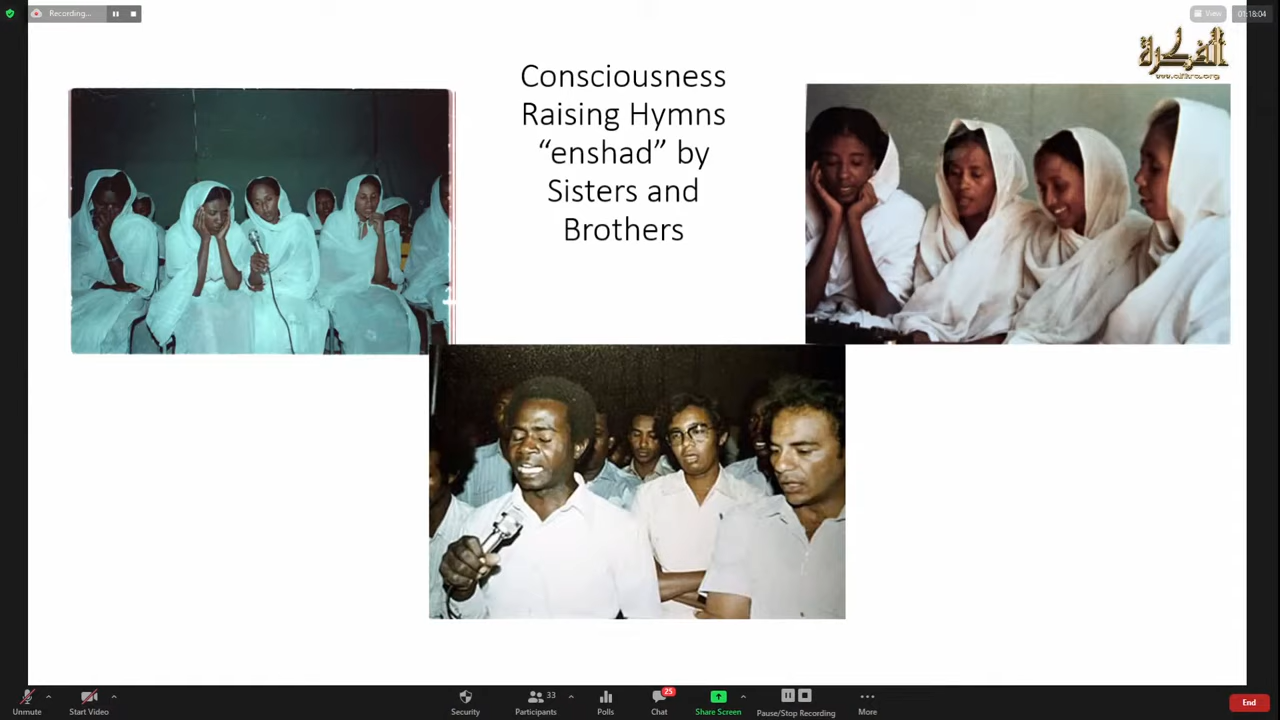 Recording...
View
01:18:04
الفكرة
www.alfikra.org
Consciousness
Raising Hymns
“enshad” by
Sisters and
Brothers
Unmute
Start Video
Security
33
Participants
Polls
25
Chat
Share Screen
Pause/Stop Recording
More
End